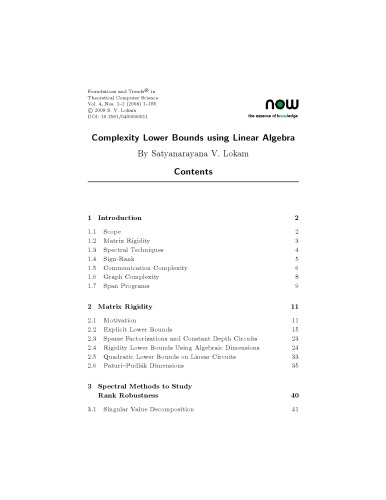 Foundations and Trends® in
Theoretical Computer Science
Vol. 4, Nos. 1–2 (2008) 1–155
© 2009 S. V. Lokam
DOI: 10.1561/0400000011
now
the essence of knowledge
Complexity Lower Bounds using Linear Algebra
By Satyanarayana V. Lokam
Contents
1 Introduction 2
1.1 Scope 2
1.2 Matrix Rigidity 3
1.3 Spectral Techniques 4
1.4 Sign-Rank 5
1.5 Communication Complexity 6
1.6 Graph Complexity 8
1.7 Span Programs 9
2 Matrix Rigidity 11
2.1 Motivation 11
2.2 Explicit Lower Bounds 15
2.3 Sparse Factorizations and Constant Depth Circuits 23
2.4 Rigidity Lower Bounds Using Algebraic Dimensions 24
2.5 Quadratic Lower Bounds on Linear Circuits 33
2.6 Paturi–Pudlák Dimensions 35
3 Spectral Methods to Study
Rank Robustness 40
3.1 Singular Value Decomposition 41